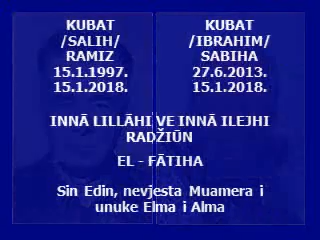 KUBAT
/SALIH/
RAMIZ
15.1.1997.
15.1.2018.
KUBAT
/IBRAHIM/
SABIHA
27.6.2013.
15.1.2018.
INNĀ LILLĀHI VE INNĀ ILEJHI
RADŽIŪN
EL - FĀTIHA
Sin Edin, nevjesta Muamera i
unuke Elma i Alma